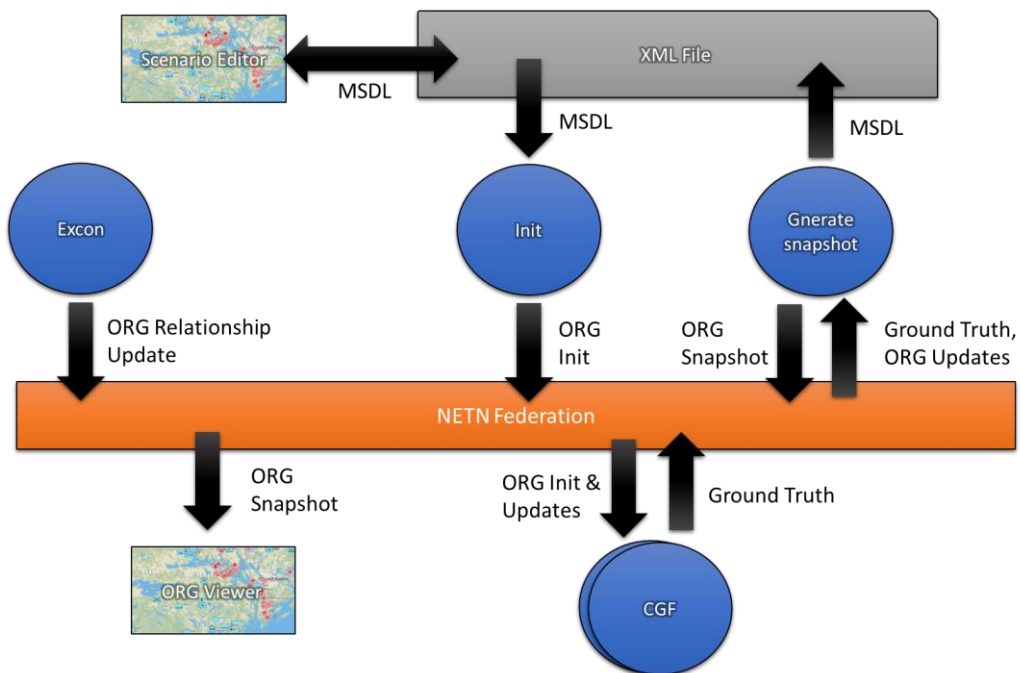 Scenario Editor
XML File
MSDL
MSDL
MSDL
Excon
Init
Gnerate
snapshot
ORG Relationship
Update
ORG
Init
ORG
Snapshot
Ground Truth,
ORG Updates
NETN Federation
ORG
Snapshot
ORG Init &
Updates
Ground Truth
ORG Viewer
CGF